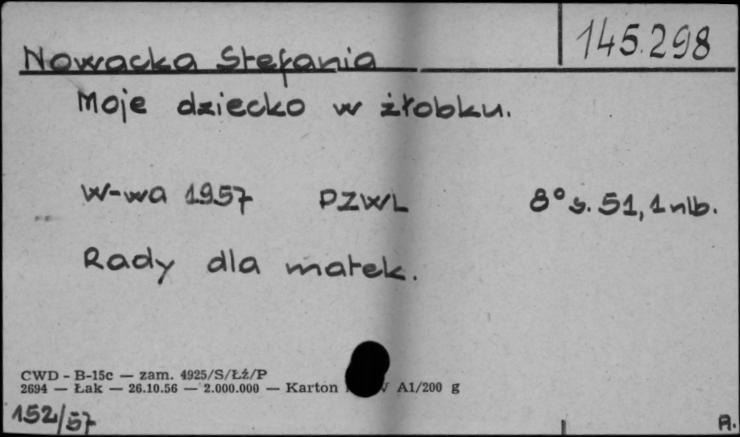 145.298
Nowacka Stefania
Moje dziecko w żłobku.
W-wa 1957 PZWL 8° s. 51, 1 nlb.
Rady dla matek.
CWD - B-15c — zam. 4925/S/Łż/P
2694 — Łak — 26.10.56 — 2.000.000 — Karton A1/200 g
152/57
A.